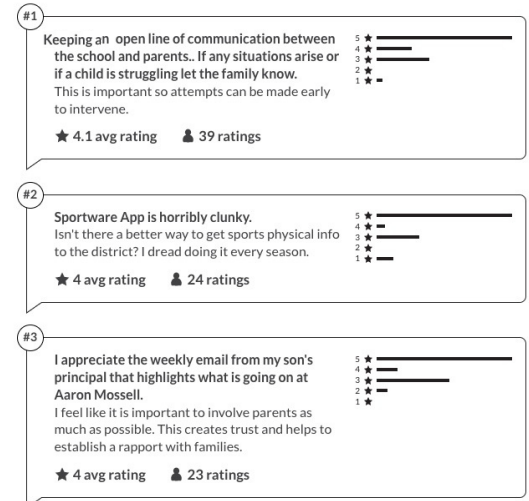 #1
Keeping an open line of communication between
the school and parents.. If any situations arise or
if a child is struggling let the family know.
This is important so attempts can be made early
to intervene.
★ 4.1 avg rating 39 ratings
5 ★
4 ★
3 ★
2 ★
1 ★
#2
Sportware App is horribly clunky.
Isn't there a better way to get sports physical info
to the district? I dread doing it every season.
★ 4 avg rating 24 ratings
5 ★
4 ★
3 ★
2 ★
1 ★
#3
I appreciate the weekly email from my son's
principal that highlights what is going on at
Aaron Mossell.
I feel like it is important to involve parents as
much as possible. This creates trust and helps to
establish a rapport with families.
★ 4 avg rating 23 ratings
5 ★
4 ★
3 ★
2 ★
1 ★